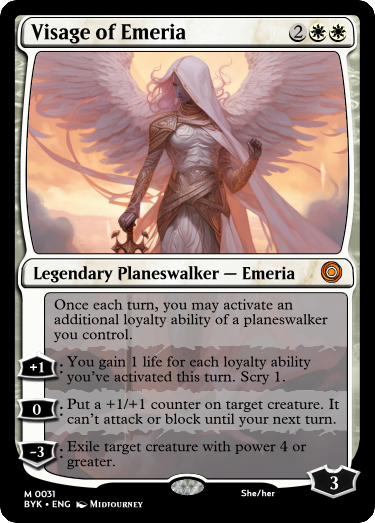 Visage of Emeria 2
Legendary Planeswalker — Emeria
Once each turn, you may activate an
additional loyalty ability of a planeswalker
you control.
+1: You gain 1 life for each loyalty ability
you've activated this turn. Scry 1.
0: Put a +1/+1 counter on target creature. It
can't attack or block until your next turn.
-3: Exile target creature with power 4 or
greater.
3
M 0031
BYK • ENG Midjourney
She/her